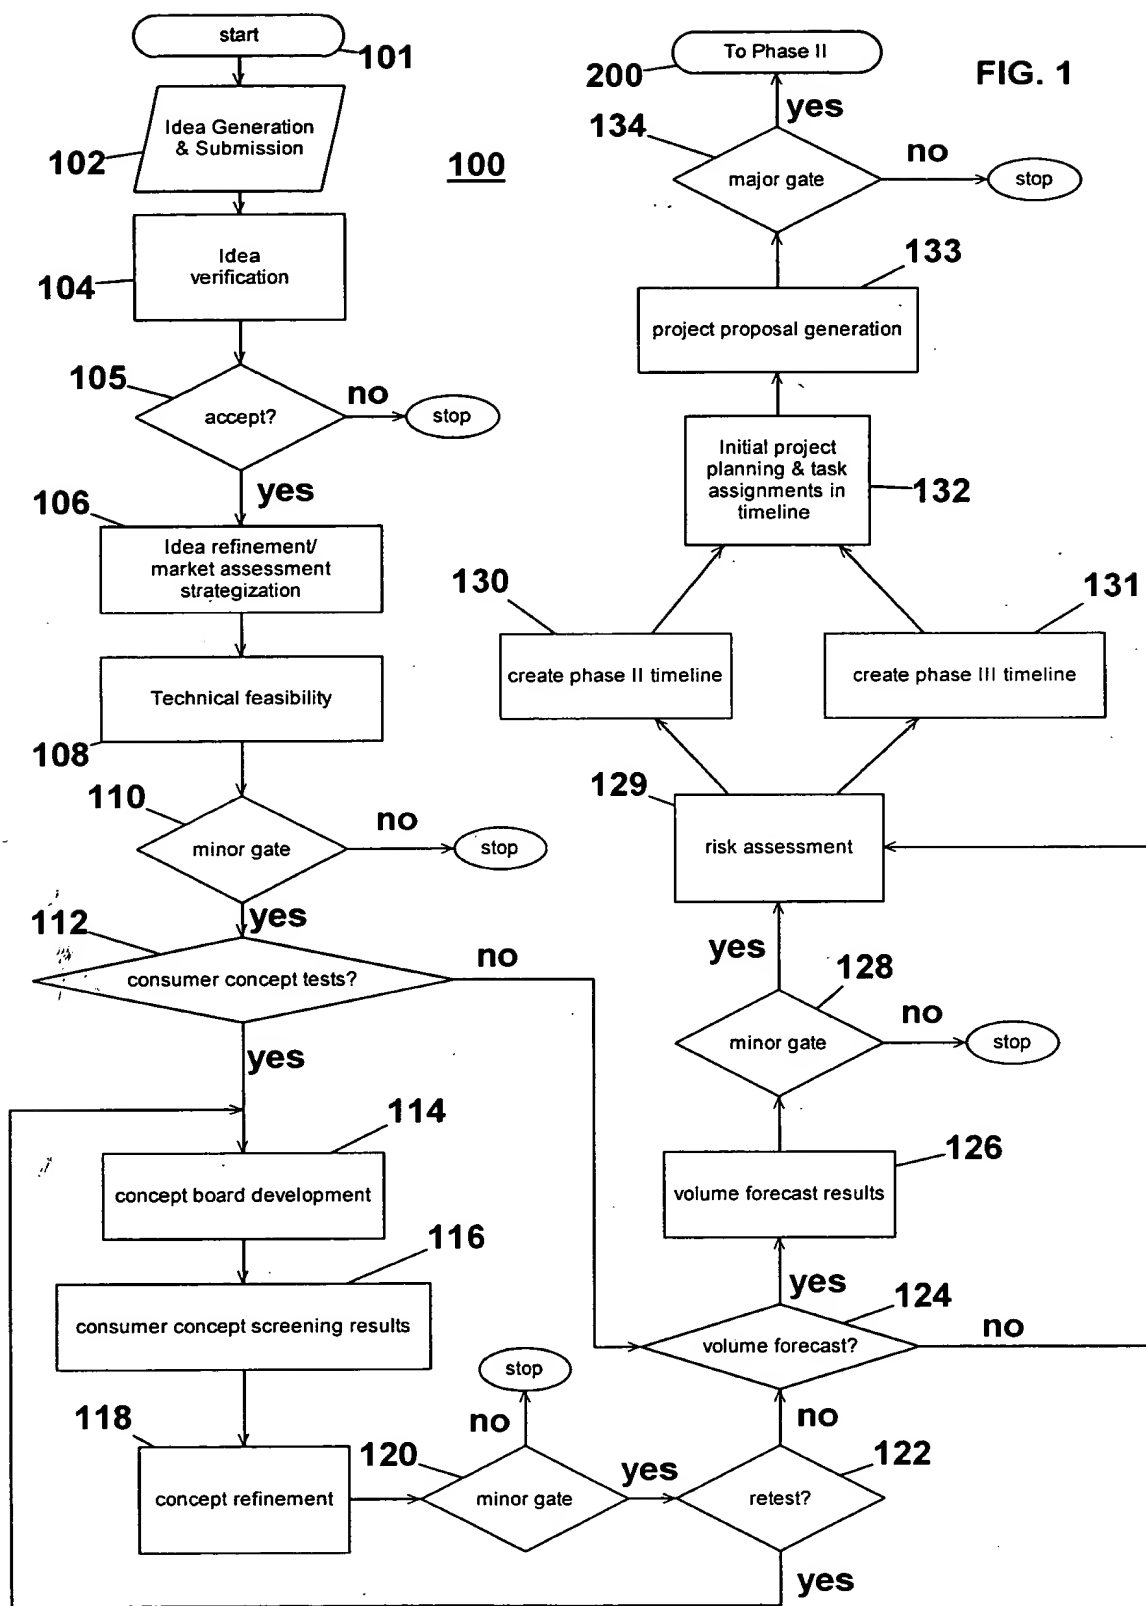 start
101
Idea Generation
& Submission
102
100
Idea
verification
104
105
accept?
no
stop
yes
106
Idea refinement/
market assessment
strategization
Technical feasibility
108
110
minor gate
no
stop
yes
112
consumer concept tests?
no
yes
114
concept board development
116
consumer concept screening results
118
concept refinement
120
minor gate
no
stop
yes
122
retest?
yes
no
124
volume forecast?
no
yes
126
volume forecast results
128
minor gate
no
stop
yes
129
risk assessment
130
create phase II timeline
131
create phase III timeline
Initial project
planning & task
assignments in
timeline
132
133
project proposal generation
134
major gate
no
stop
yes
To Phase II
200
FIG. 1